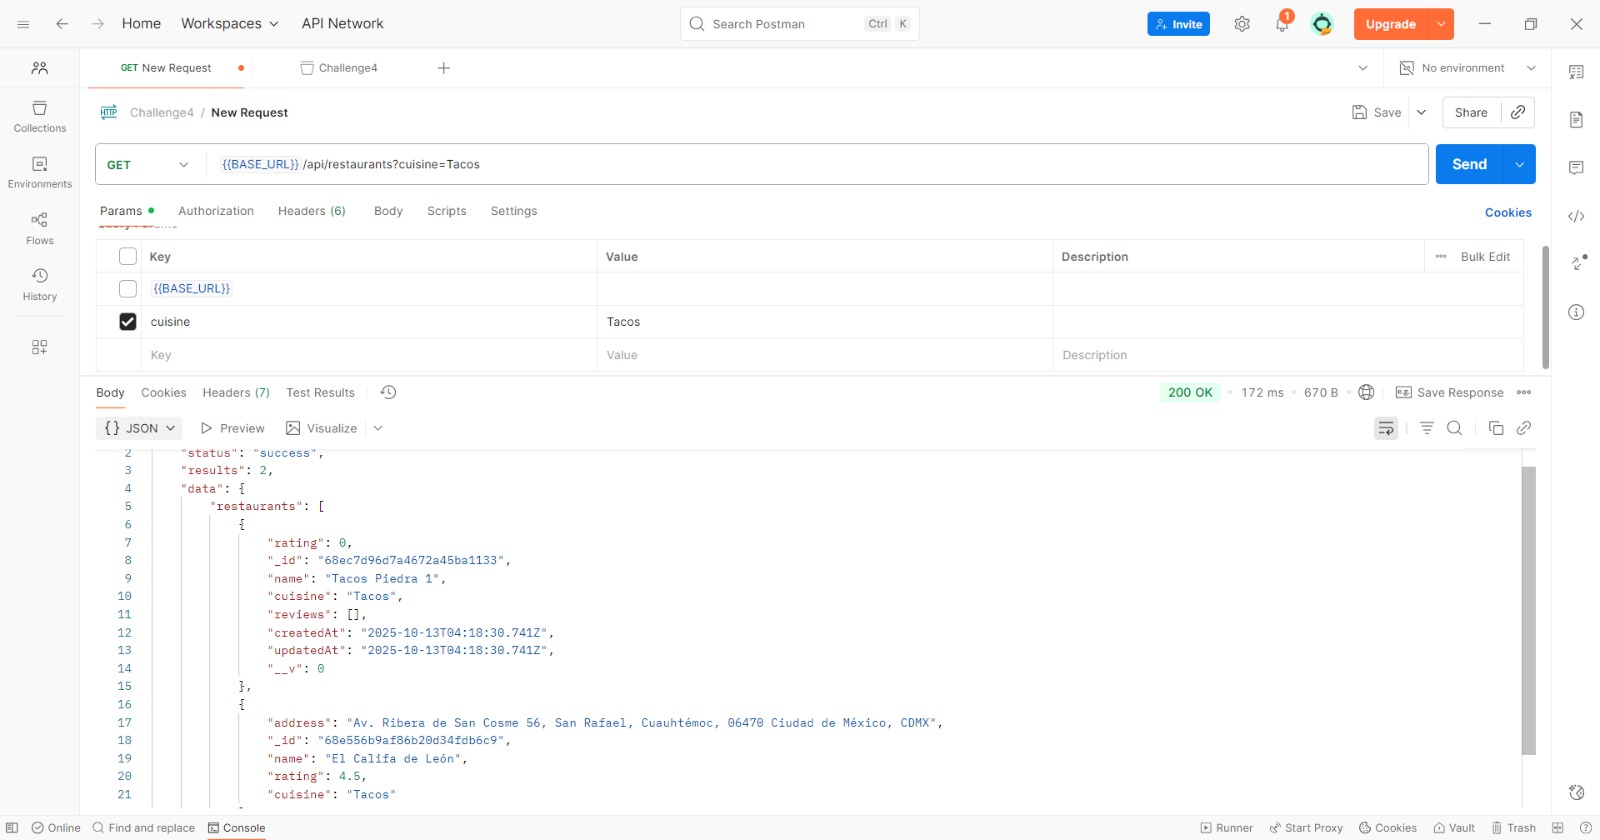 Home Workspaces API Network Search Postman Ctrl K Invite 1 Upgrade
GET New Request Challenge4 No environment
Collections
Environments
Flows
History
HTTP Challenge4 / New Request Save Share
GET {{BASE_URL}} /api/restaurants?cuisine=Tacos Send
Params Authorization Headers (6) Body Scripts Settings Cookies
Key Value Description Bulk Edit
{{BASE_URL}}
cuisine Tacos
Key Value Description
Body Cookies Headers (7) Test Results 200 OK 172 ms 670 B e.g. Save Response
{} JSON Preview Visualize
2 "status": "success",
3 "results": 2,
4 "data": {
5 "restaurants": [
6 {
7 "rating": 0,
8 "_id": "68ec7d96d7a4672a45ba1133",
9 "name": "Tacos Piedra 1",
10 "cuisine": "Tacos",
11 "reviews": [],
12 "createdAt": "2025-10-13T04:18:30.741Z",
13 "updatedAt": "2025-10-13T04:18:30.741Z",
14 "__v": 0
15 },
16 {
17 "address": "Av. Ribera de San Cosme 56, San Rafael, Cuauhtémoc, 06470 Ciudad de México, CDMX",
18 "_id": "68e556b9af86b20d34fdb6c9",
19 "name": "El Califa de León",
20 "rating": 4.5,
21 "cuisine": "Tacos"
Online Find and replace Console Runner Start Proxy Cookies Vault Trash